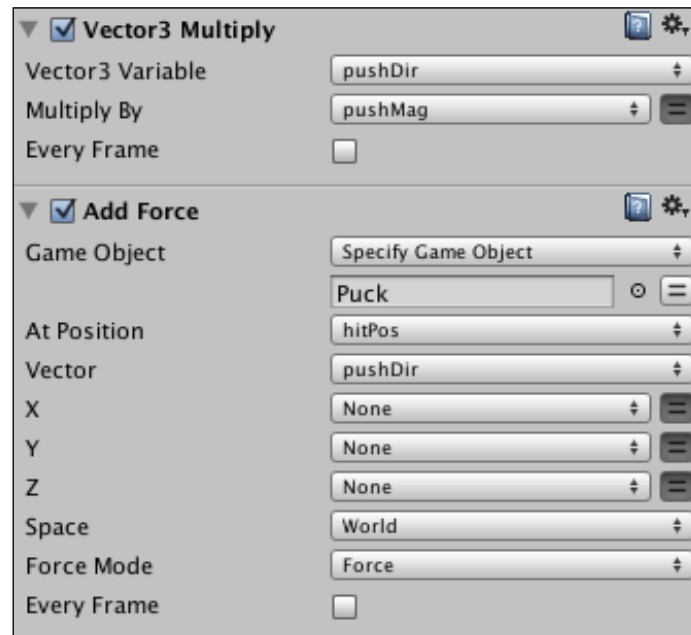 Vector3 Multiply
Vector3 Variable pushDir
Multiply By pushMag
Every Frame
Add Force
Game Object Specify Game Object
Puck
At Position hitPos
Vector pushDir
X None
Y None
Z None
Space World
Force Mode Force
Every Frame